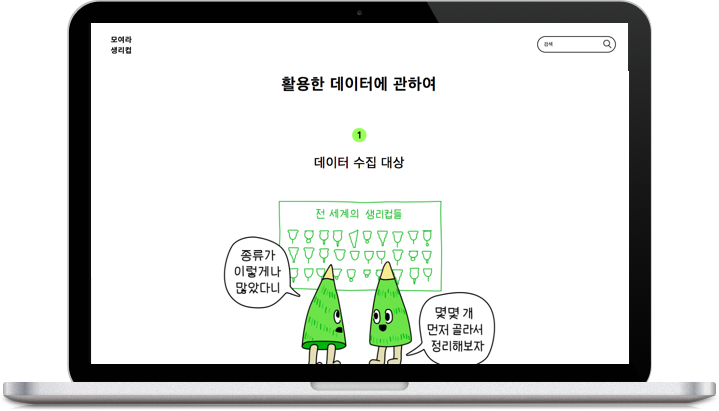 모여라
생리컵
검색
활용한 데이터에 관하여
1
데이터 수집 대상
전 세계의 생리컵들
종류가
이렇게나
많았다니
몇몇 개
먼저 골라서
정리해보자